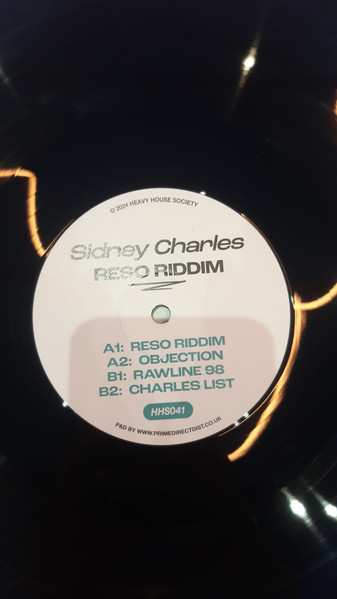 © 2024 HEAVY HOUSE SOCIETY
Sidney Charles
RESO RIDDIM
A1: RESO RIDDIM
A2: OBJECTION
B1: RAWLINE 98
B2: CHARLES LIST
HHS041
P&D BY WWW.PRIMEDIRECTDIST.CO.UK